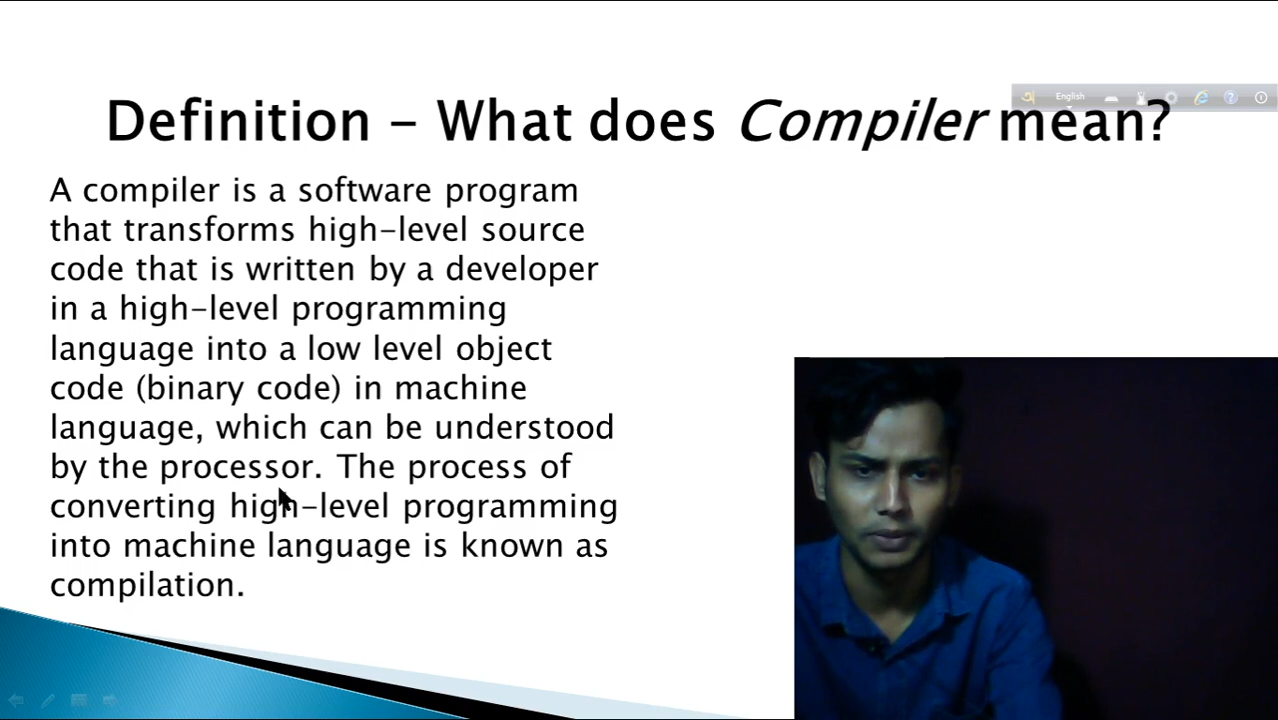 Definition – What does Compiler mean?
English
A compiler is a software program
that transforms high-level source
code that is written by a developer
in a high-level programming
language into a low level object
code (binary code) in machine
language, which can be understood
by the processor. The process of
converting high-level programming
into machine language is known as
compilation.